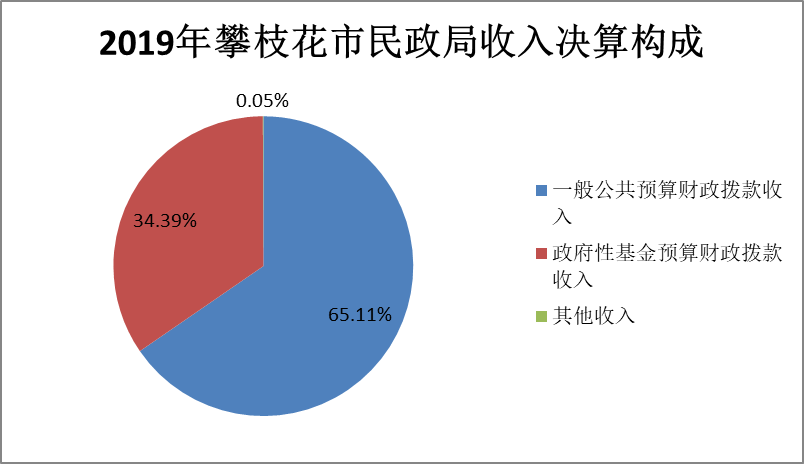 2019年攀枝花市民政局收入决算构成
0.05%
34.39%
65.11%
一般公共预算财政拨款收
入
政府性基金预算财政拨款
收入
其他收入